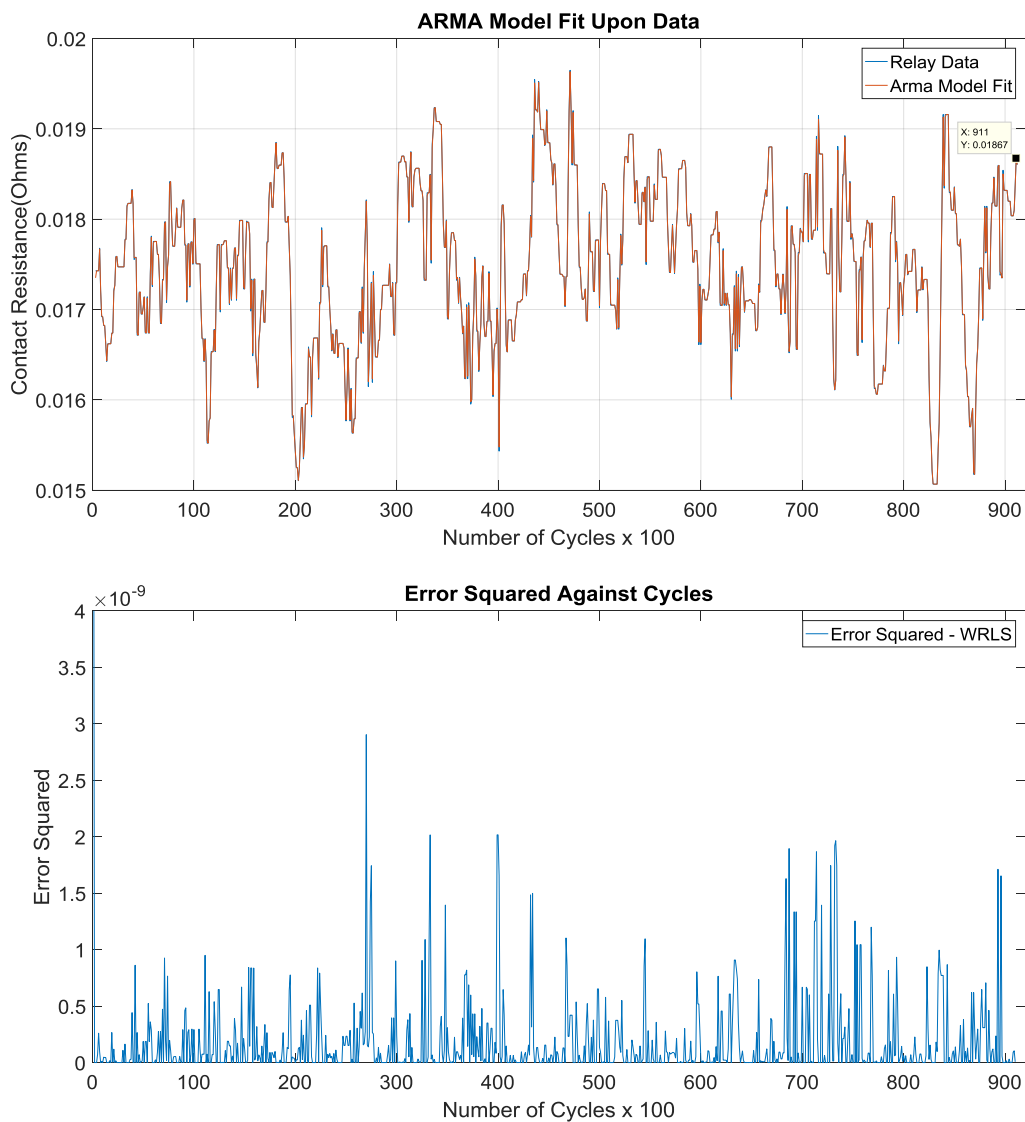 ARMA Model Fit Upon Data
0.02
0.019
0.018
0.017
0.016
0.015
Contact Resistance(Ohms)
Relay Data
Arma Model Fit
X: 911
Y: 0.01867
0 100 200 300 400 500 600 700 800 900
Number of Cycles x 100
Error Squared Against Cycles
×10⁻⁹
4
3.5
3
2.5
2
1.5
1
0.5
0
Error Squared
Error Squared - WRLS
0 100 200 300 400 500 600 700 800 900
Number of Cycles x 100